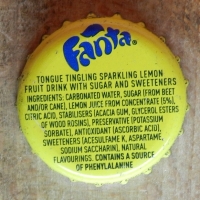 Fanta
TONGUE TINGLING SPARKLING LEMON
FRUIT DRINK WITH SUGAR AND SWEETENERS
INGREDIENTS: CARBONATED WATER, SUGAR (FROM BEET
AND/OR CANE), LEMON JUICE FROM CONCENTRATE (6%),
CITRIC ACID, STABILISERS (ACACIA GUM, GLYCEROL ESTERS
OF WOOD ROSINS), PRESERVATIVE (POTASSIUM
SORBATE), ANTIOXIDANT (ASCORBIC ACID),
SWEETENERS (ACESULFAME K, ASPARTAME,
SODIUM SACCHARIN), NATURAL
FLAVOURINGS. CONTAINS A SOURCE
OF PHENYLALANINE